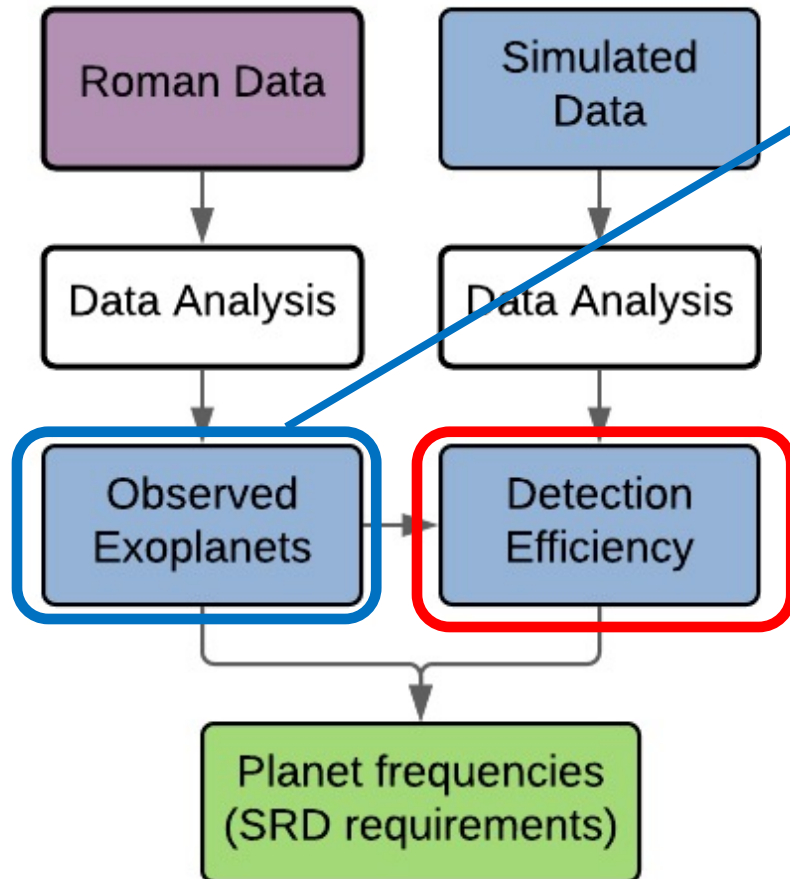 Roman Data
Simulated
Data
Data Analysis
Data Analysis
Observed
Exoplanets
Detection
Efficiency
Planet frequencies
(SRD requirements)